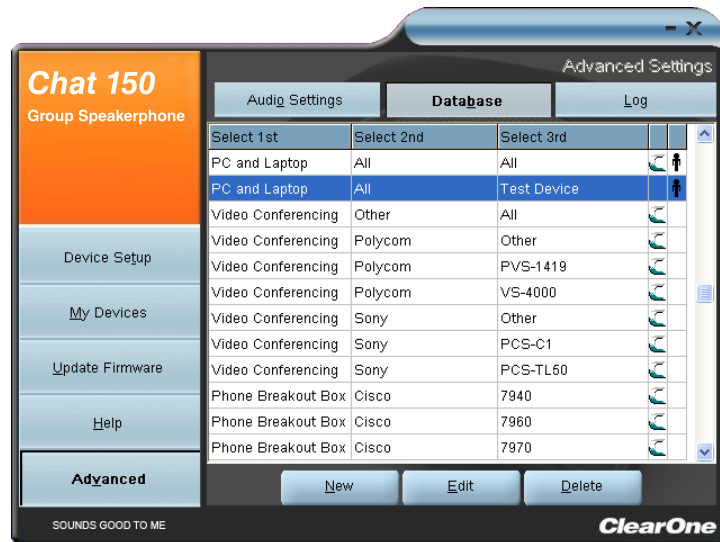 - X
Advanced Settings
Chat 150
Group Speakerphone
Audio Settings
Database
Log
Select 1st Select 2nd Select 3rd
PC and Laptop All All
PC and Laptop All Test Device
Video Conferencing Other All
Video Conferencing Polycom Other
Video Conferencing Polycom PVS-1419
Video Conferencing Polycom VS-4000
Video Conferencing Sony Other
Video Conferencing Sony PCS-C1
Video Conferencing Sony PCS-TL50
Phone Breakout Box Cisco 7940
Phone Breakout Box Cisco 7960
Phone Breakout Box Cisco 7970
Device Setup
My Devices
Update Firmware
Help
Advanced
New
Edit
Delete
SOUNDS GOOD TO ME
ClearOne